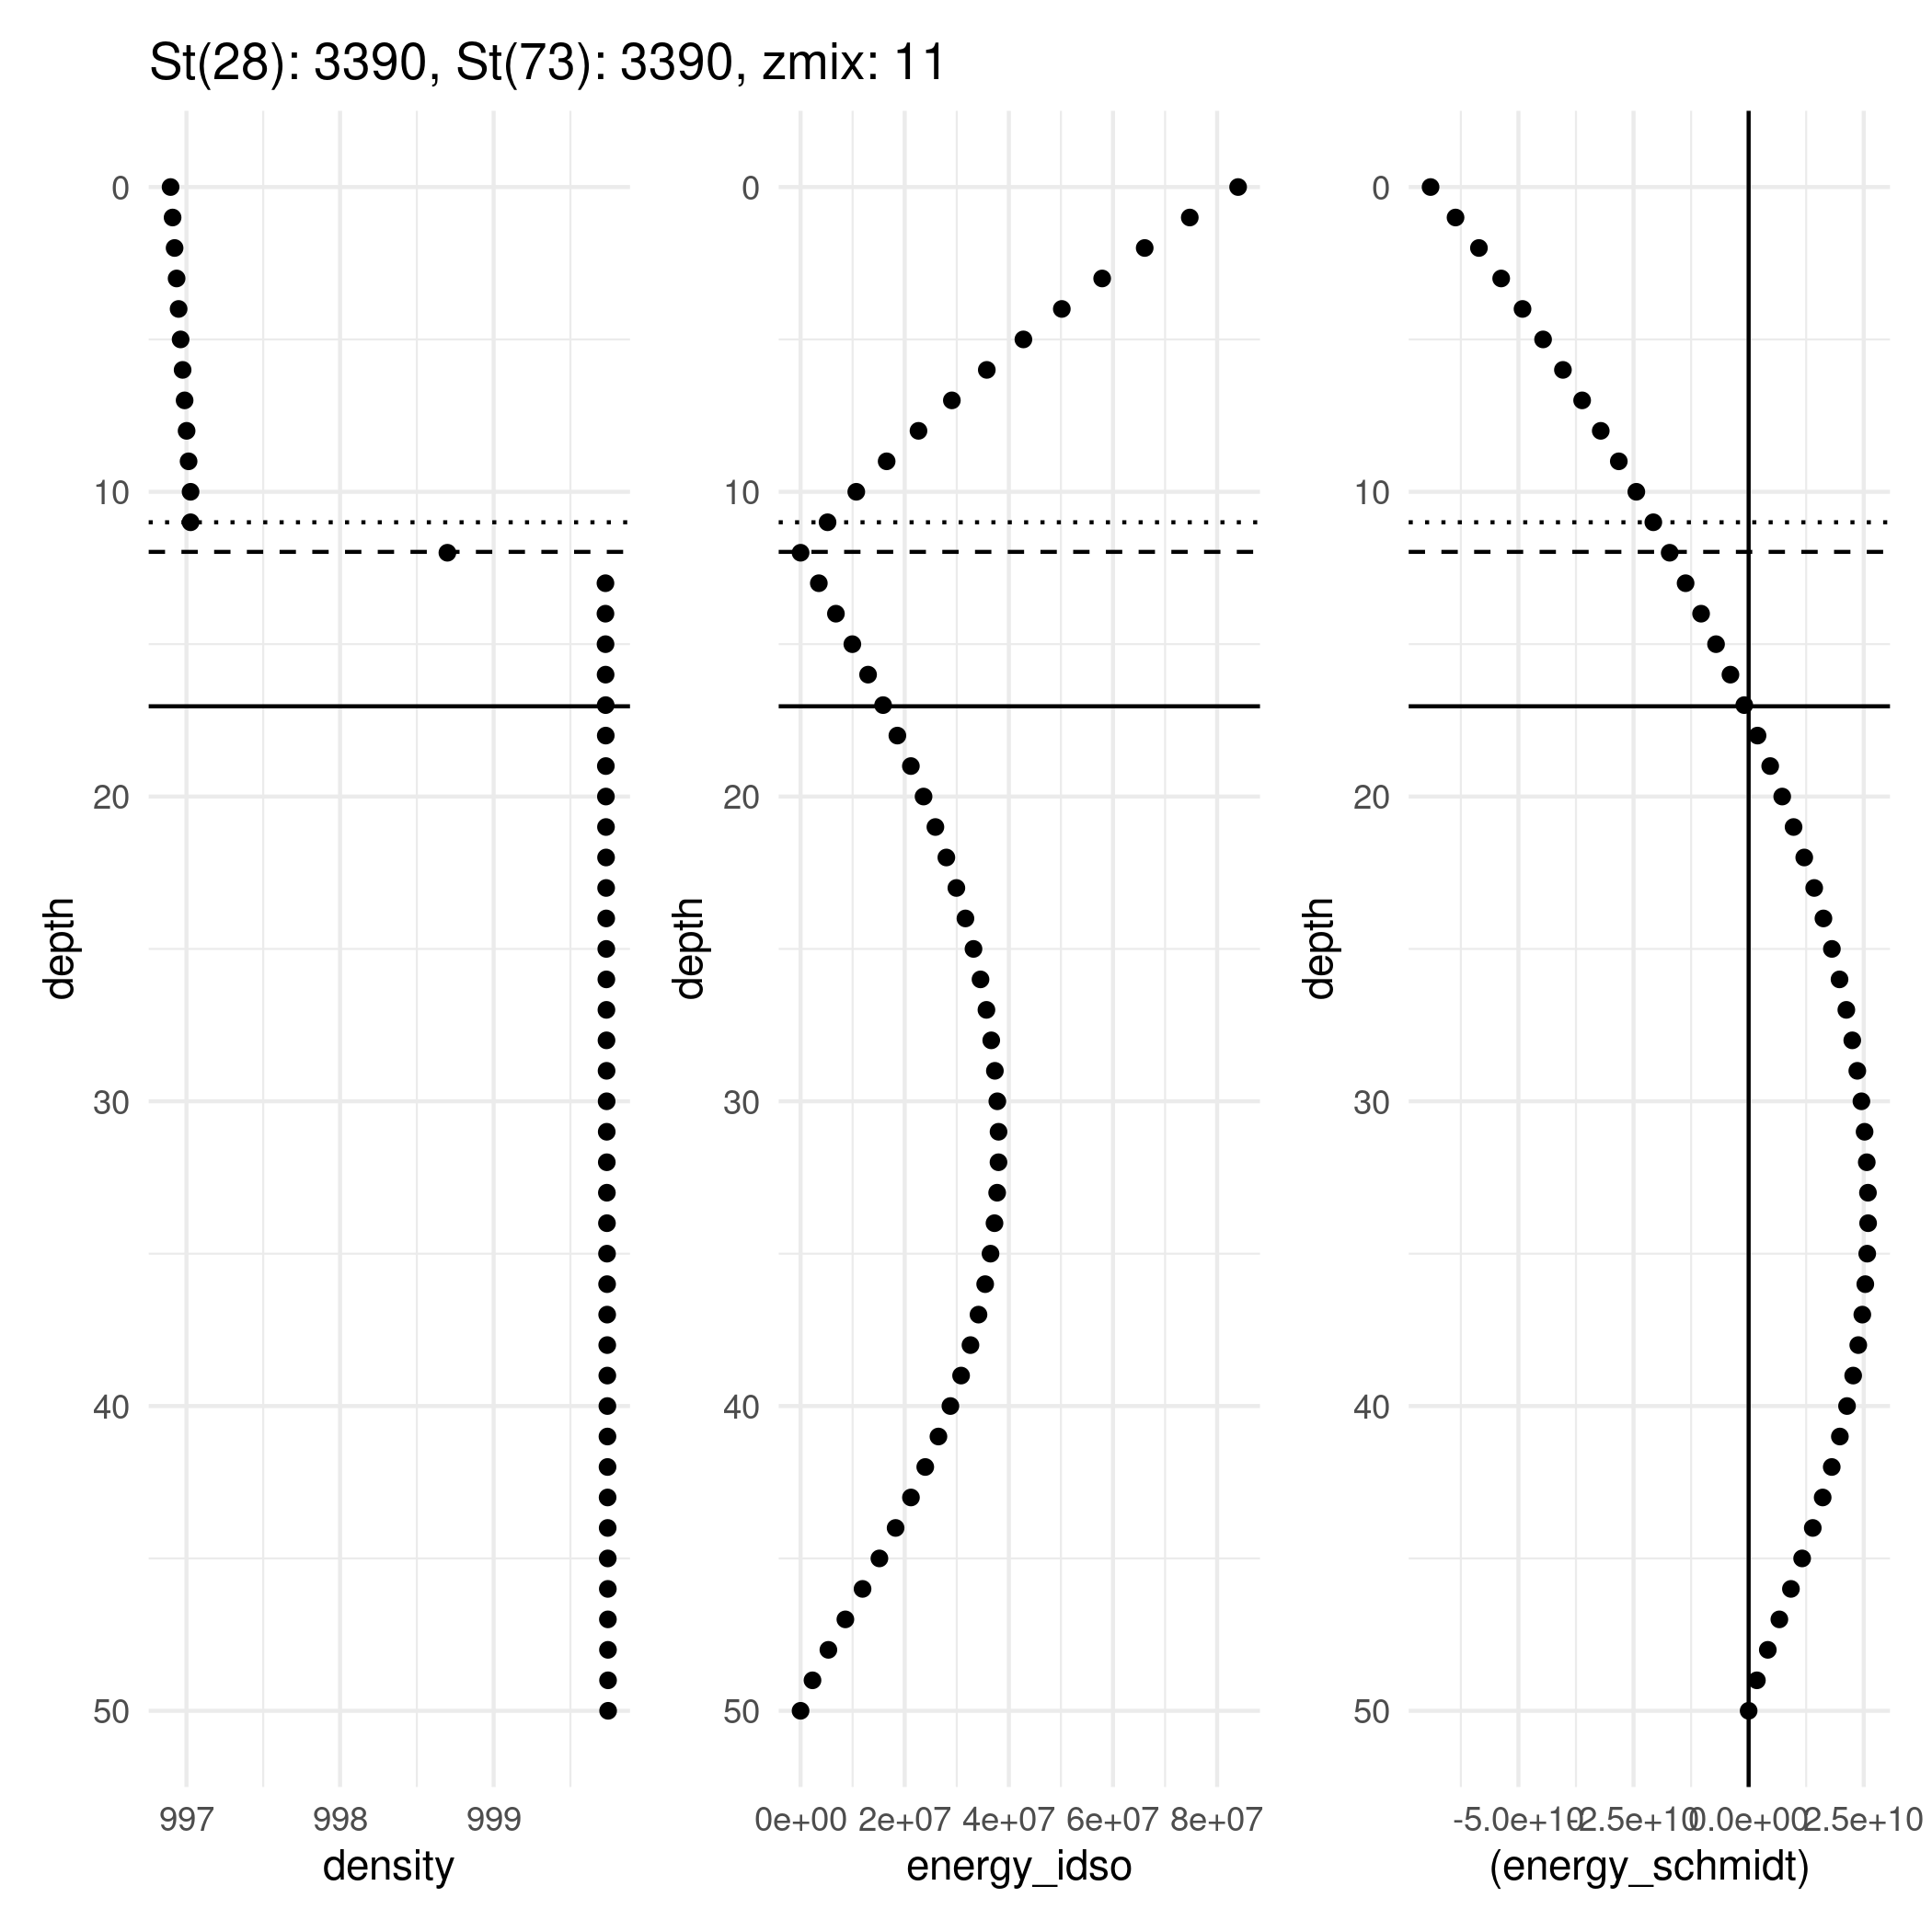 St(28): 3390, St(73): 3390, zmix: 11
0
10
20
30
40
50
depth
997
998
999
density
0
10
20
30
40
50
depth
0e+00
2e+07
4e+07
6e+07
8e+07
energy_idso
0
10
20
30
40
50
depth
-5.0e+10
-2.5e+10
0.0e+00
2.5e+10
(energy_schmidt)